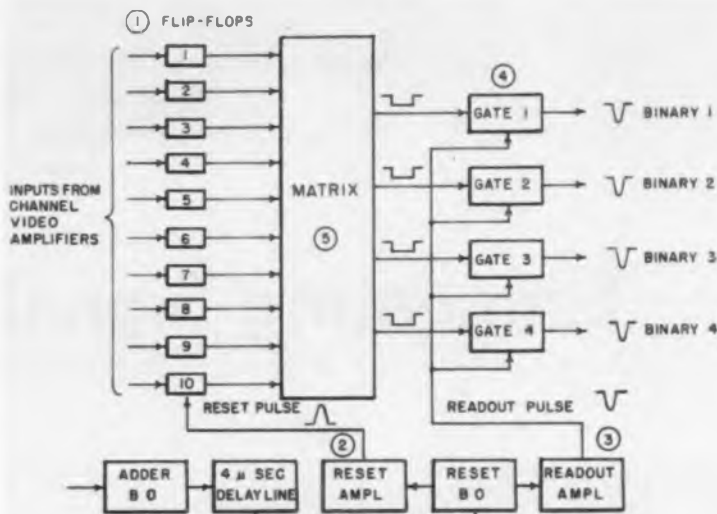 ① FLIP-FLOPS
1
2
3
4
5
6
7
8
9
10
INPUTS FROM
CHANNEL
VIDEO
AMPLIFIERS
MATRIX
⑤
④
GATE 1
GATE 2
GATE 3
GATE 4
BINARY 1
BINARY 2
BINARY 3
BINARY 4
RESET PULSE
READOUT PULSE
②
③
ADDER
B O
4 μ SEC
DELAY LINE
RESET
AMPL
RESET
B O
READOUT
AMPL